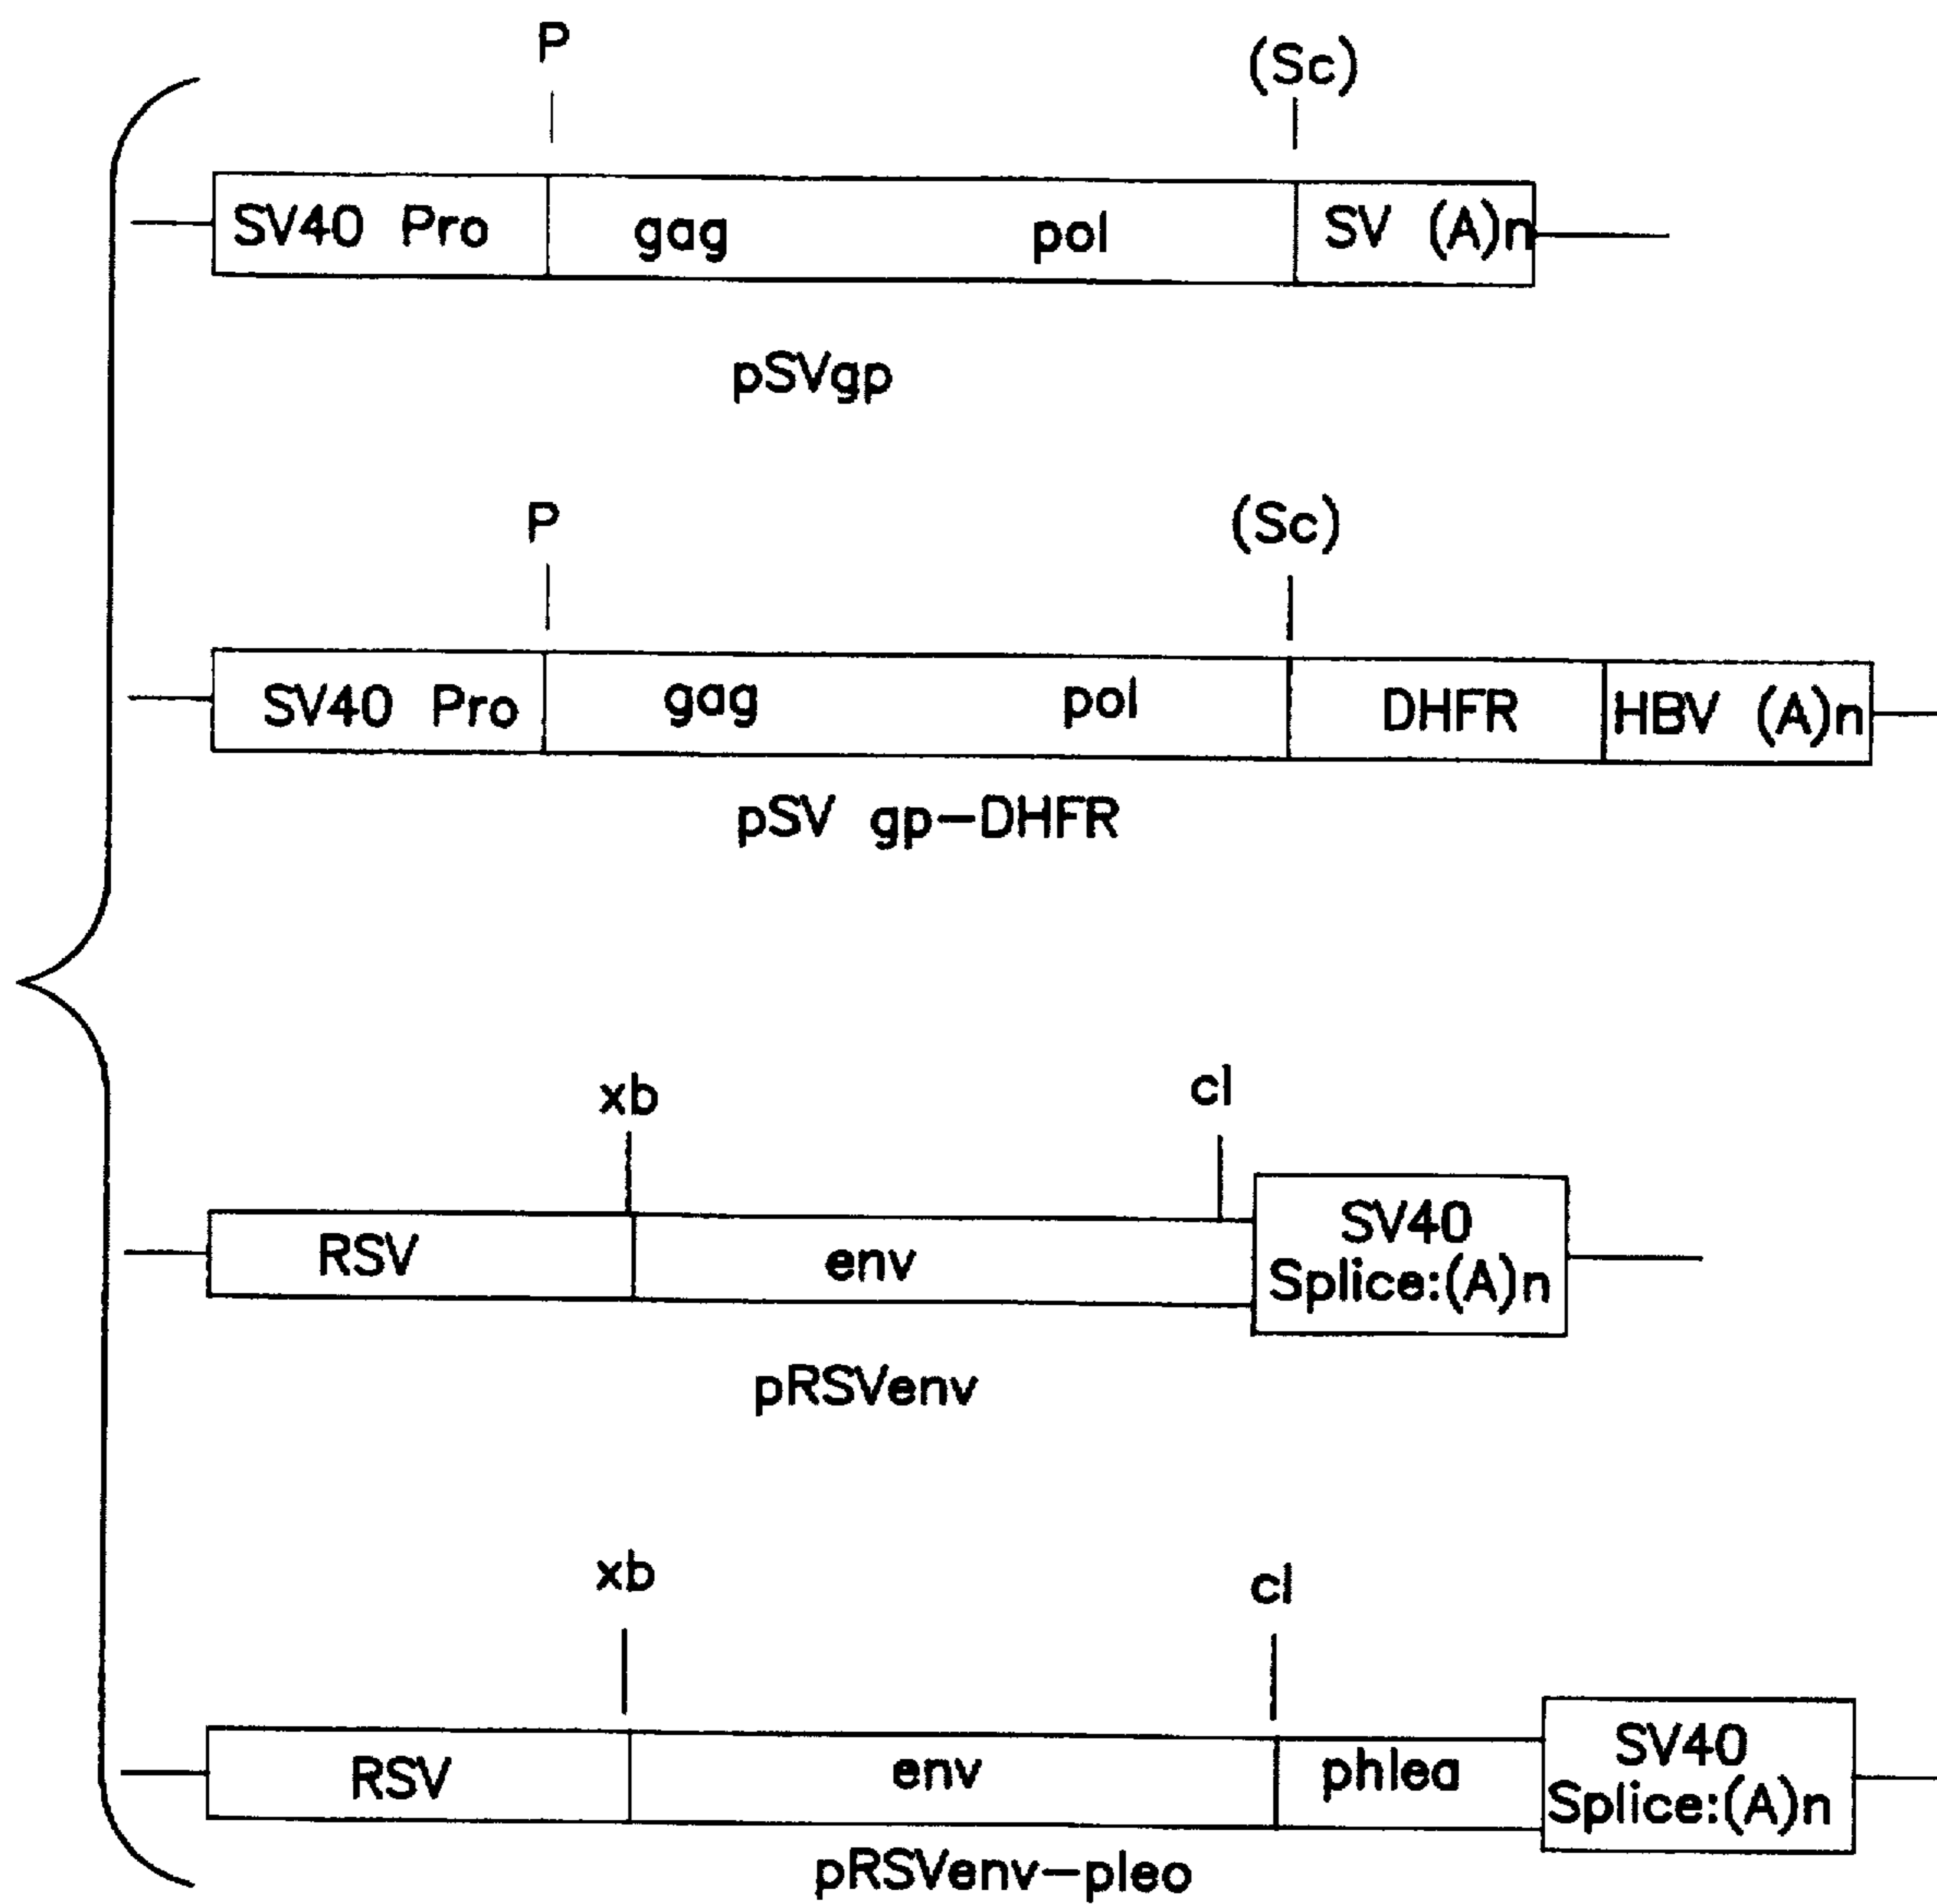 P (Sc)
SV40 Pro gag pol SV (A)n
pSVgp
P (Sc)
SV40 Pro gag pol DHFR HBV (A)n
pSV gp-DHFR
xb cl
RSV env SV40
Splice:(A)n
pRSVenv
xb cl
RSV env phlea SV40
Splice:(A)n
pRSVenv-pleo